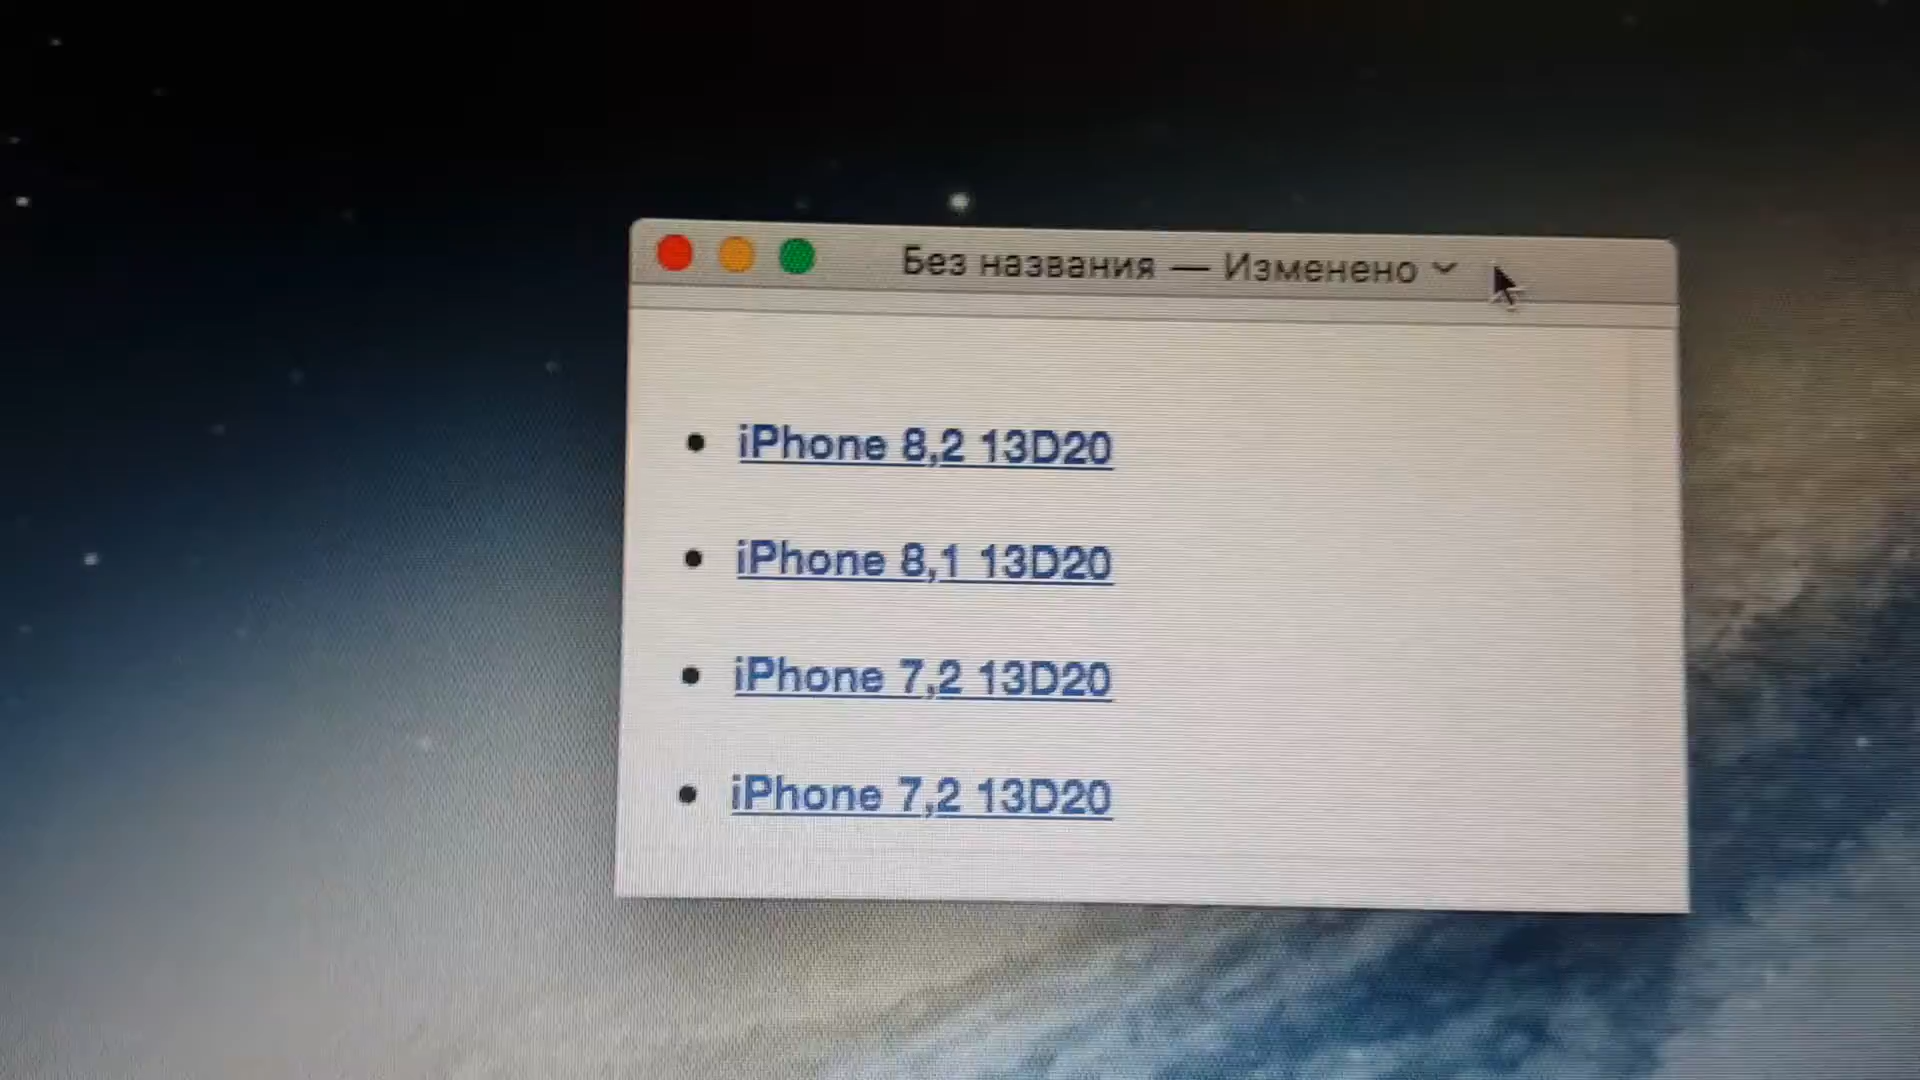 Без названия — Изменено
iPhone 8,2 13D20
iPhone 8,1 13D20
iPhone 7,2 13D20
iPhone 7,2 13D20